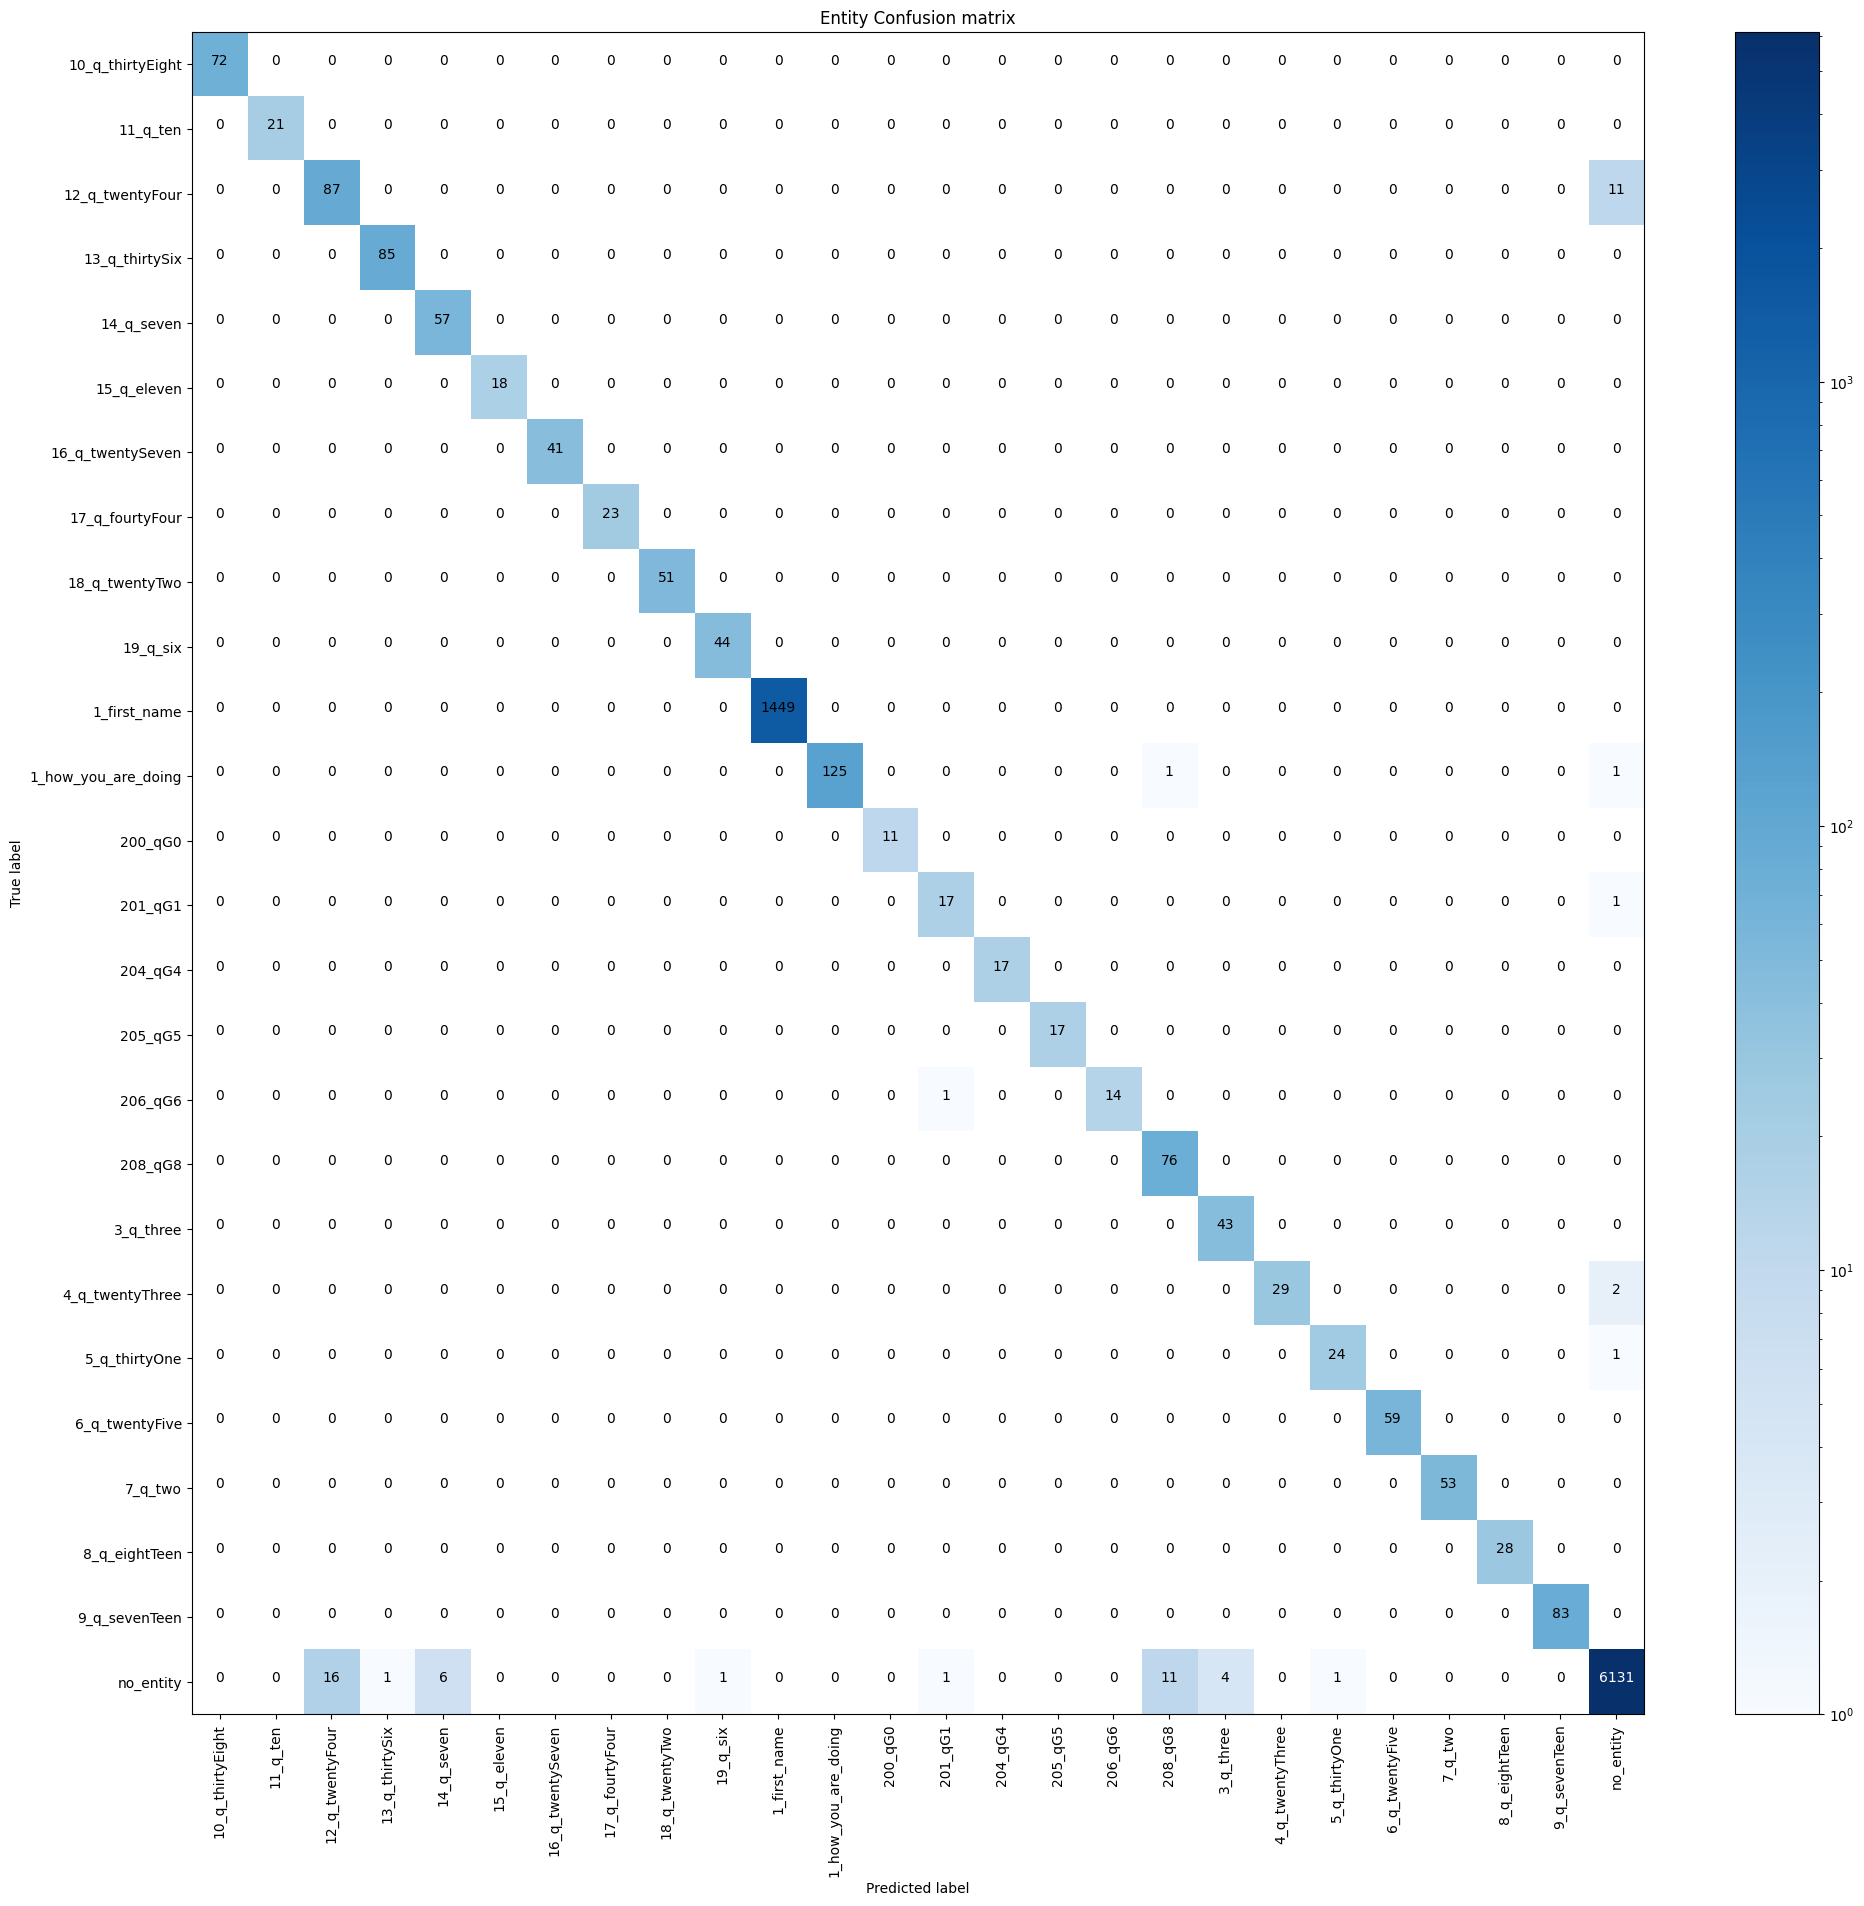 Entity Confusion matrix
True label
10_q_thirtyEight 72 0 0 0 0 0 0 0 0 0 0 0 0 0 0 0 0 0 0 0 0 0 0 0 0 0
11_q_ten 0 21 0 0 0 0 0 0 0 0 0 0 0 0 0 0 0 0 0 0 0 0 0 0 0 0
12_q_twentyFour 0 0 87 0 0 0 0 0 0 0 0 0 0 0 0 0 0 0 0 0 0 0 0 0 0 11
13_q_thirtySix 0 0 0 85 0 0 0 0 0 0 0 0 0 0 0 0 0 0 0 0 0 0 0 0 0 0
14_q_seven 0 0 0 0 57 0 0 0 0 0 0 0 0 0 0 0 0 0 0 0 0 0 0 0 0 0
15_q_eleven 0 0 0 0 0 18 0 0 0 0 0 0 0 0 0 0 0 0 0 0 0 0 0 0 0 0
16_q_twentySeven 0 0 0 0 0 0 41 0 0 0 0 0 0 0 0 0 0 0 0 0 0 0 0 0 0 0
17_q_fourtyFour 0 0 0 0 0 0 0 23 0 0 0 0 0 0 0 0 0 0 0 0 0 0 0 0 0 0
18_q_twentyTwo 0 0 0 0 0 0 0 0 51 0 0 0 0 0 0 0 0 0 0 0 0 0 0 0 0 0
19_q_six 0 0 0 0 0 0 0 0 0 44 0 0 0 0 0 0 0 0 0 0 0 0 0 0 0 0
1_first_name 0 0 0 0 0 0 0 0 0 0 1449 0 0 0 0 0 0 0 0 0 0 0 0 0 0 0
1_how_you_are_doing 0 0 0 0 0 0 0 0 0 0 0 125 0 0 0 0 0 1 0 0 0 0 0 0 0 1
200_qG0 0 0 0 0 0 0 0 0 0 0 0 0 11 0 0 0 0 0 0 0 0 0 0 0 0 0
201_qG1 0 0 0 0 0 0 0 0 0 0 0 0 0 17 0 0 0 0 0 0 0 0 0 0 0 1
204_qG4 0 0 0 0 0 0 0 0 0 0 0 0 0 0 17 0 0 0 0 0 0 0 0 0 0 0
205_qG5 0 0 0 0 0 0 0 0 0 0 0 0 0 0 0 17 0 0 0 0 0 0 0 0 0 0
206_qG6 0 0 0 0 0 0 0 0 0 0 0 0 0 1 0 0 14 0 0 0 0 0 0 0 0 0
208_qG8 0 0 0 0 0 0 0 0 0 0 0 0 0 0 0 0 0 76 0 0 0 0 0 0 0 0
3_q_three 0 0 0 0 0 0 0 0 0 0 0 0 0 0 0 0 0 0 43 0 0 0 0 0 0 0
4_q_twentyThree 0 0 0 0 0 0 0 0 0 0 0 0 0 0 0 0 0 0 0 29 0 0 0 0 0 2
5_q_thirtyOne 0 0 0 0 0 0 0 0 0 0 0 0 0 0 0 0 0 0 0 0 24 0 0 0 0 1
6_q_twentyFive 0 0 0 0 0 0 0 0 0 0 0 0 0 0 0 0 0 0 0 0 0 59 0 0 0 0
7_q_two 0 0 0 0 0 0 0 0 0 0 0 0 0 0 0 0 0 0 0 0 0 0 53 0 0 0
8_q_eightTeen 0 0 0 0 0 0 0 0 0 0 0 0 0 0 0 0 0 0 0 0 0 0 0 28 0 0
9_q_sevenTeen 0 0 0 0 0 0 0 0 0 0 0 0 0 0 0 0 0 0 0 0 0 0 0 0 83 0
no_entity 0 0 16 1 6 0 0 0 0 1 0 0 0 1 0 0 0 11 4 0 1 0 0 0 0 6131
10_q_thirtyEight
11_q_ten
12_q_twentyFour
13_q_thirtySix
14_q_seven
15_q_eleven
16_q_twentySeven
17_q_fourtyFour
18_q_twentyTwo
19_q_six
1_first_name
1_how_you_are_doing
200_qG0
201_qG1
204_qG4
205_qG5
206_qG6
208_qG8
3_q_three
4_q_twentyThree
5_q_thirtyOne
6_q_twentyFive
7_q_two
8_q_eightTeen
9_q_sevenTeen
no_entity
Predicted label
10³
10²
10¹
10⁰